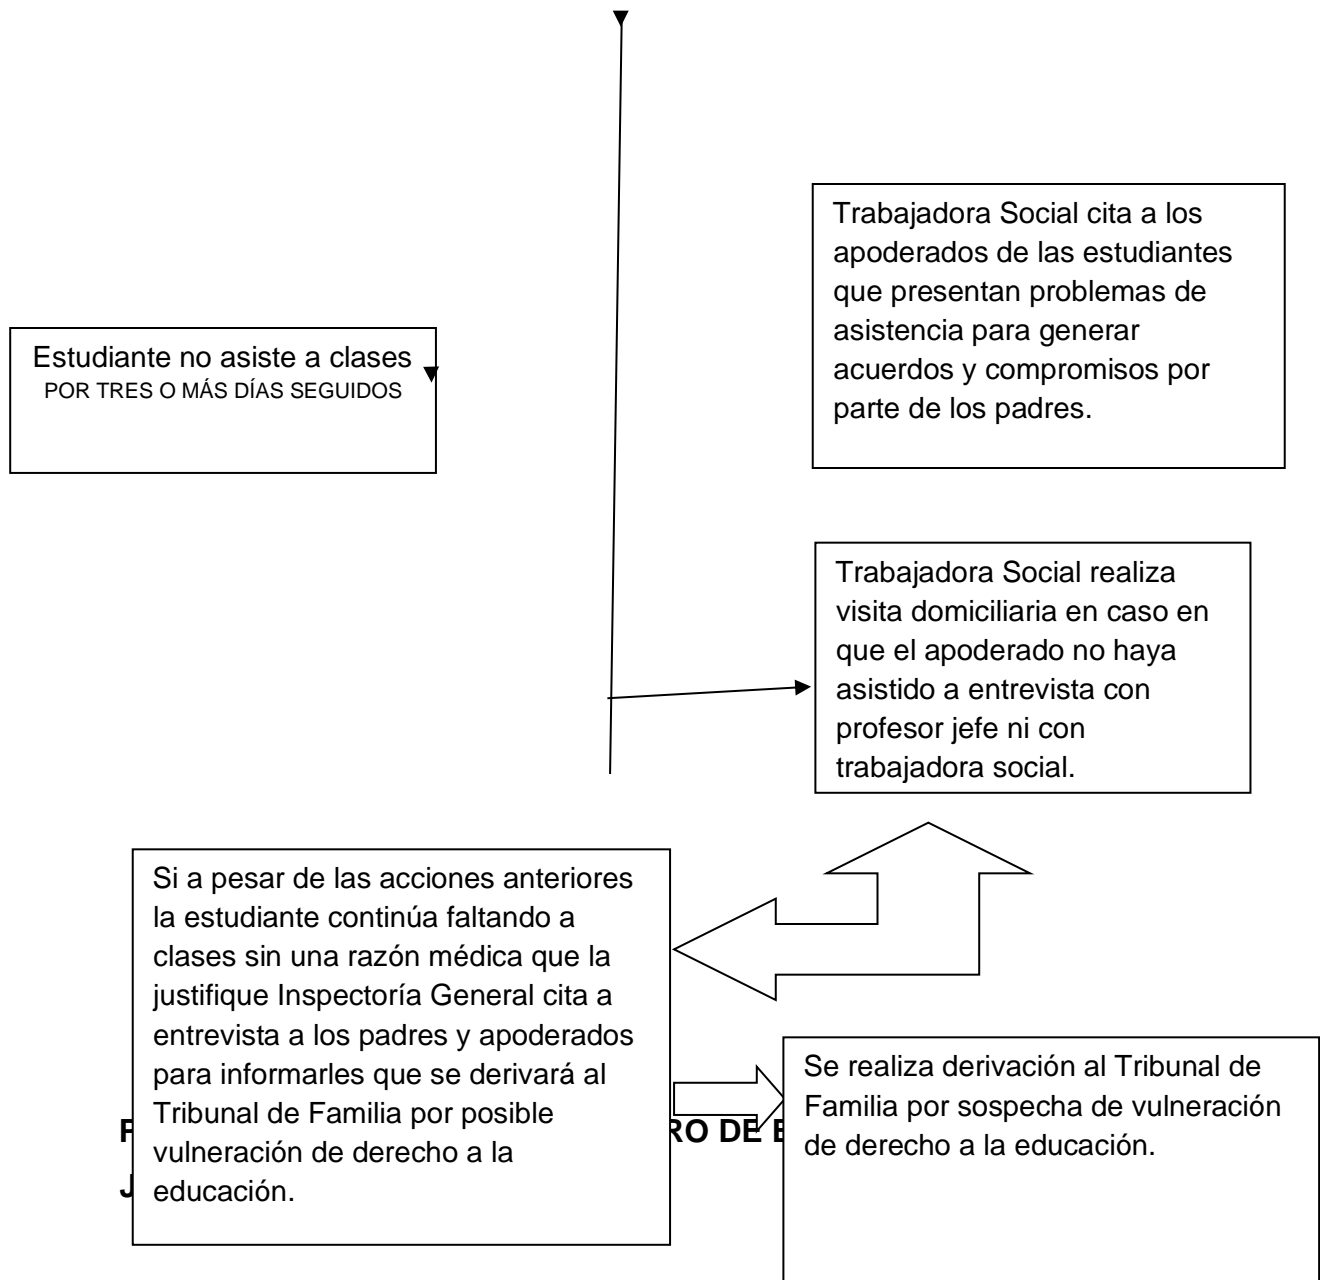 Trabajadora Social cita a los
apoderados de las estudiantes
que presentan problemas de
asistencia para generar
acuerdos y compromisos por
parte de los padres.
Estudiante no asiste a clases
POR TRES O MÁS DÍAS SEGUIDOS
Trabajadora Social realiza
visita domiciliaria en caso en
que el apoderado no haya
asistido a entrevista con
profesor jefe ni con
trabajadora social.
Si a pesar de las acciones anteriores
la estudiante continúa faltando a
clases sin una razón médica que la
justifique Inspectoría General cita a
entrevista a los padres y apoderados
para informarles que se derivará al
Tribunal de Familia por posible
vulneración de derecho a la
educación.
Se realiza derivación al Tribunal de
Familia por sospecha de vulneración
de derecho a la educación.
DE